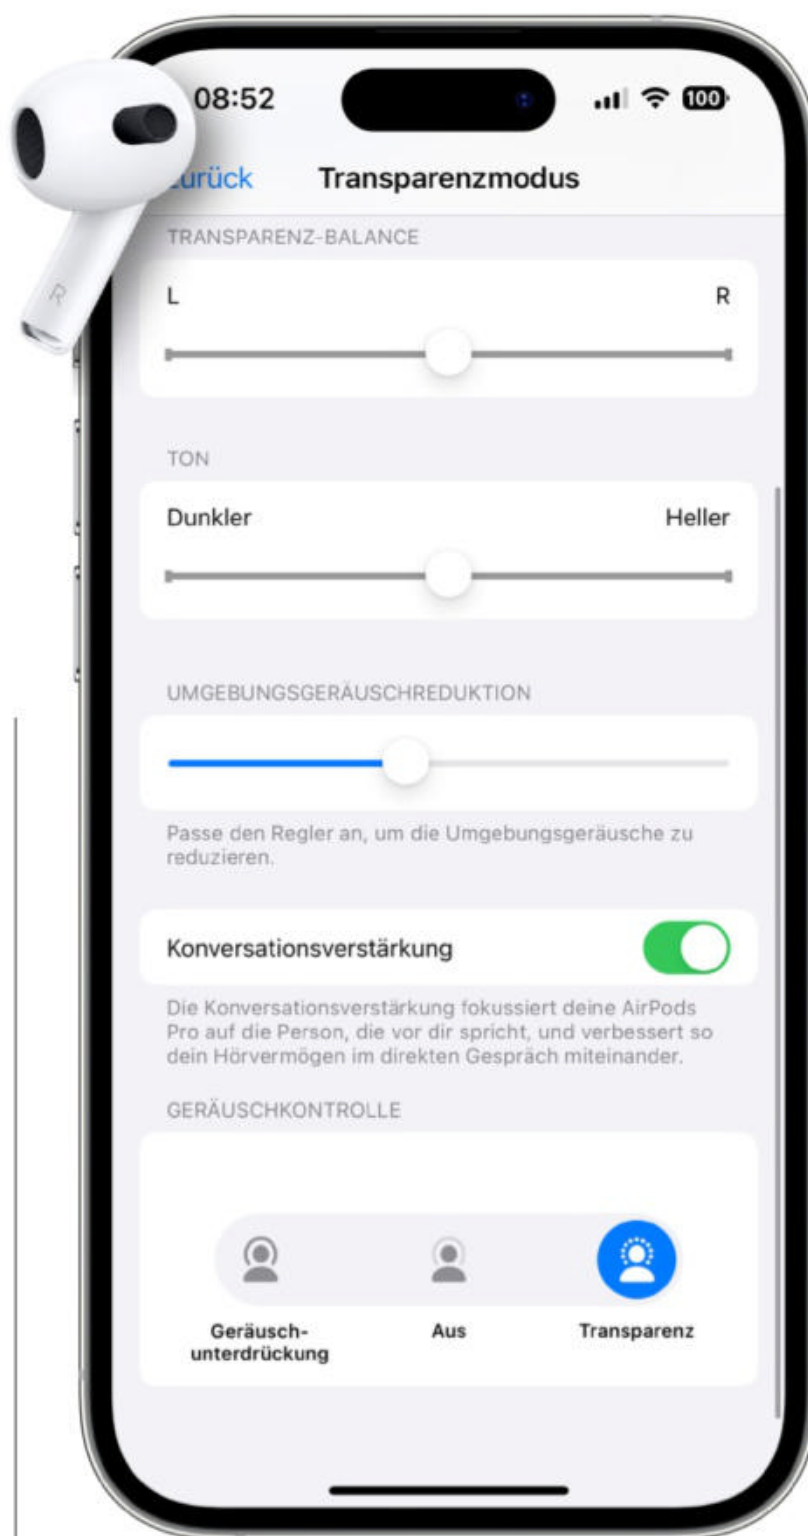 08:52
100
Zurück
Transparenzmodus
TRANSPARENZ-BALANCE
L
R
TON
Dunkler
Heller
UMGEBUNGSGERÄUSCHREDUKTION
Passe den Regler an, um die Umgebungsgeräusche zu
reduzieren.
Konversationsverstärkung
Die Konversationsverstärkung fokussiert deine AirPods
Pro auf die Person, die vor dir spricht, und verbessert so
dein Hörvermögen im direkten Gespräch miteinander.
GERÄUSCHKONTROLLE
Geräusch-
unterdrückung
Aus
Transparenz
R